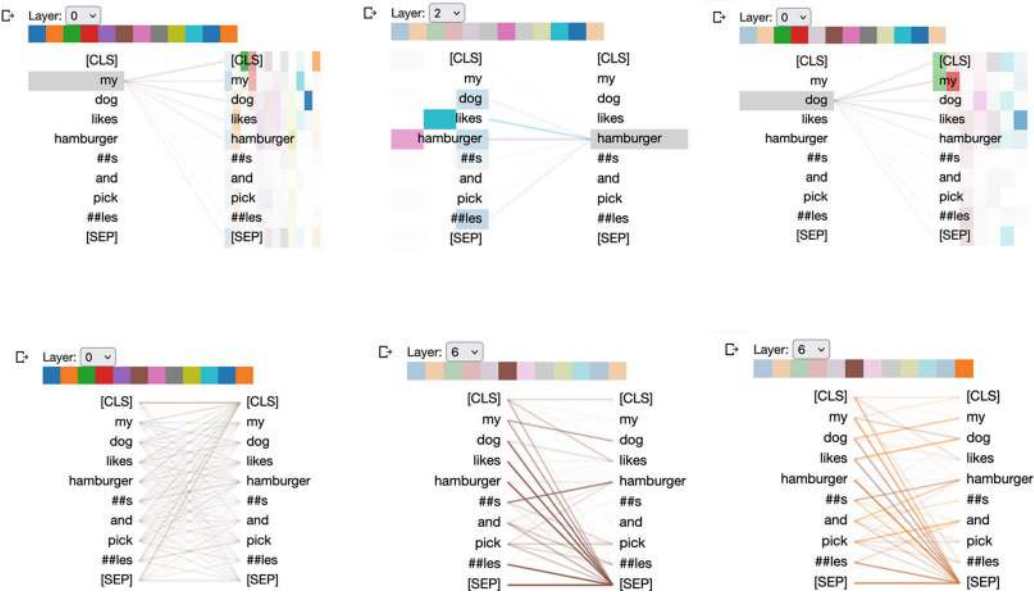 Layer: 0
[CLS] [CLS]
my my
dog dog
likes likes
hamburger hamburger
##s ##s
and and
pick pick
##les ##les
[SEP] [SEP]
Layer: 2
[CLS] [CLS]
my my
dog dog
likes likes
hamburger hamburger
##s ##s
and and
pick pick
##les ##les
[SEP] [SEP]
Layer: 0
[CLS] [CLS]
my my
dog dog
likes likes
hamburger hamburger
##s ##s
and and
pick pick
##les ##les
[SEP] [SEP]
Layer: 0
[CLS] [CLS]
my my
dog dog
likes likes
hamburger hamburger
##s ##s
and and
pick pick
##les ##les
[SEP] [SEP]
Layer: 6
[CLS] [CLS]
my my
dog dog
likes likes
hamburger hamburger
##s ##s
and and
pick pick
##les ##les
[SEP] [SEP]
Layer: 6
[CLS] [CLS]
my my
dog dog
likes likes
hamburger hamburger
##s ##s
and and
pick pick
##les ##les
[SEP] [SEP]